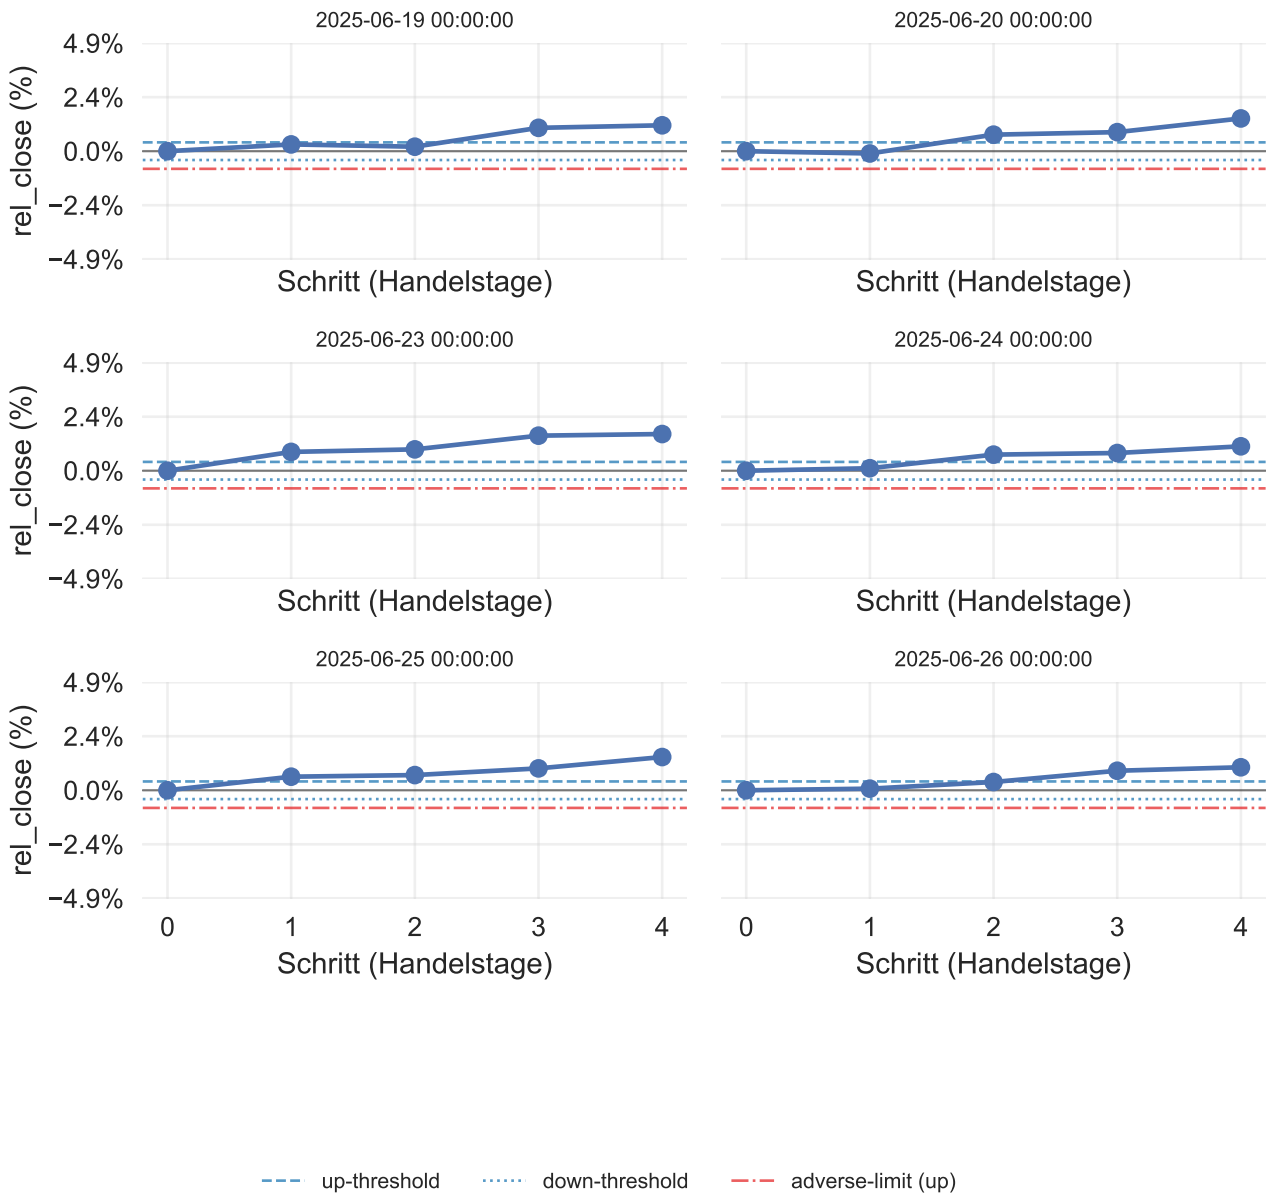 2025-06-19 00:00:00
2025-06-20 00:00:00
4.9%
2.4%
0.0%
−2.4%
−4.9%
rel_close (%)
Schritt (Handelstage)
Schritt (Handelstage)
2025-06-23 00:00:00
2025-06-24 00:00:00
4.9%
2.4%
0.0%
−2.4%
−4.9%
rel_close (%)
Schritt (Handelstage)
Schritt (Handelstage)
2025-06-25 00:00:00
2025-06-26 00:00:00
4.9%
2.4%
0.0%
−2.4%
−4.9%
rel_close (%)
0 1 2 3 4
0 1 2 3 4
Schritt (Handelstage)
Schritt (Handelstage)
up-threshold
down-threshold
adverse-limit (up)